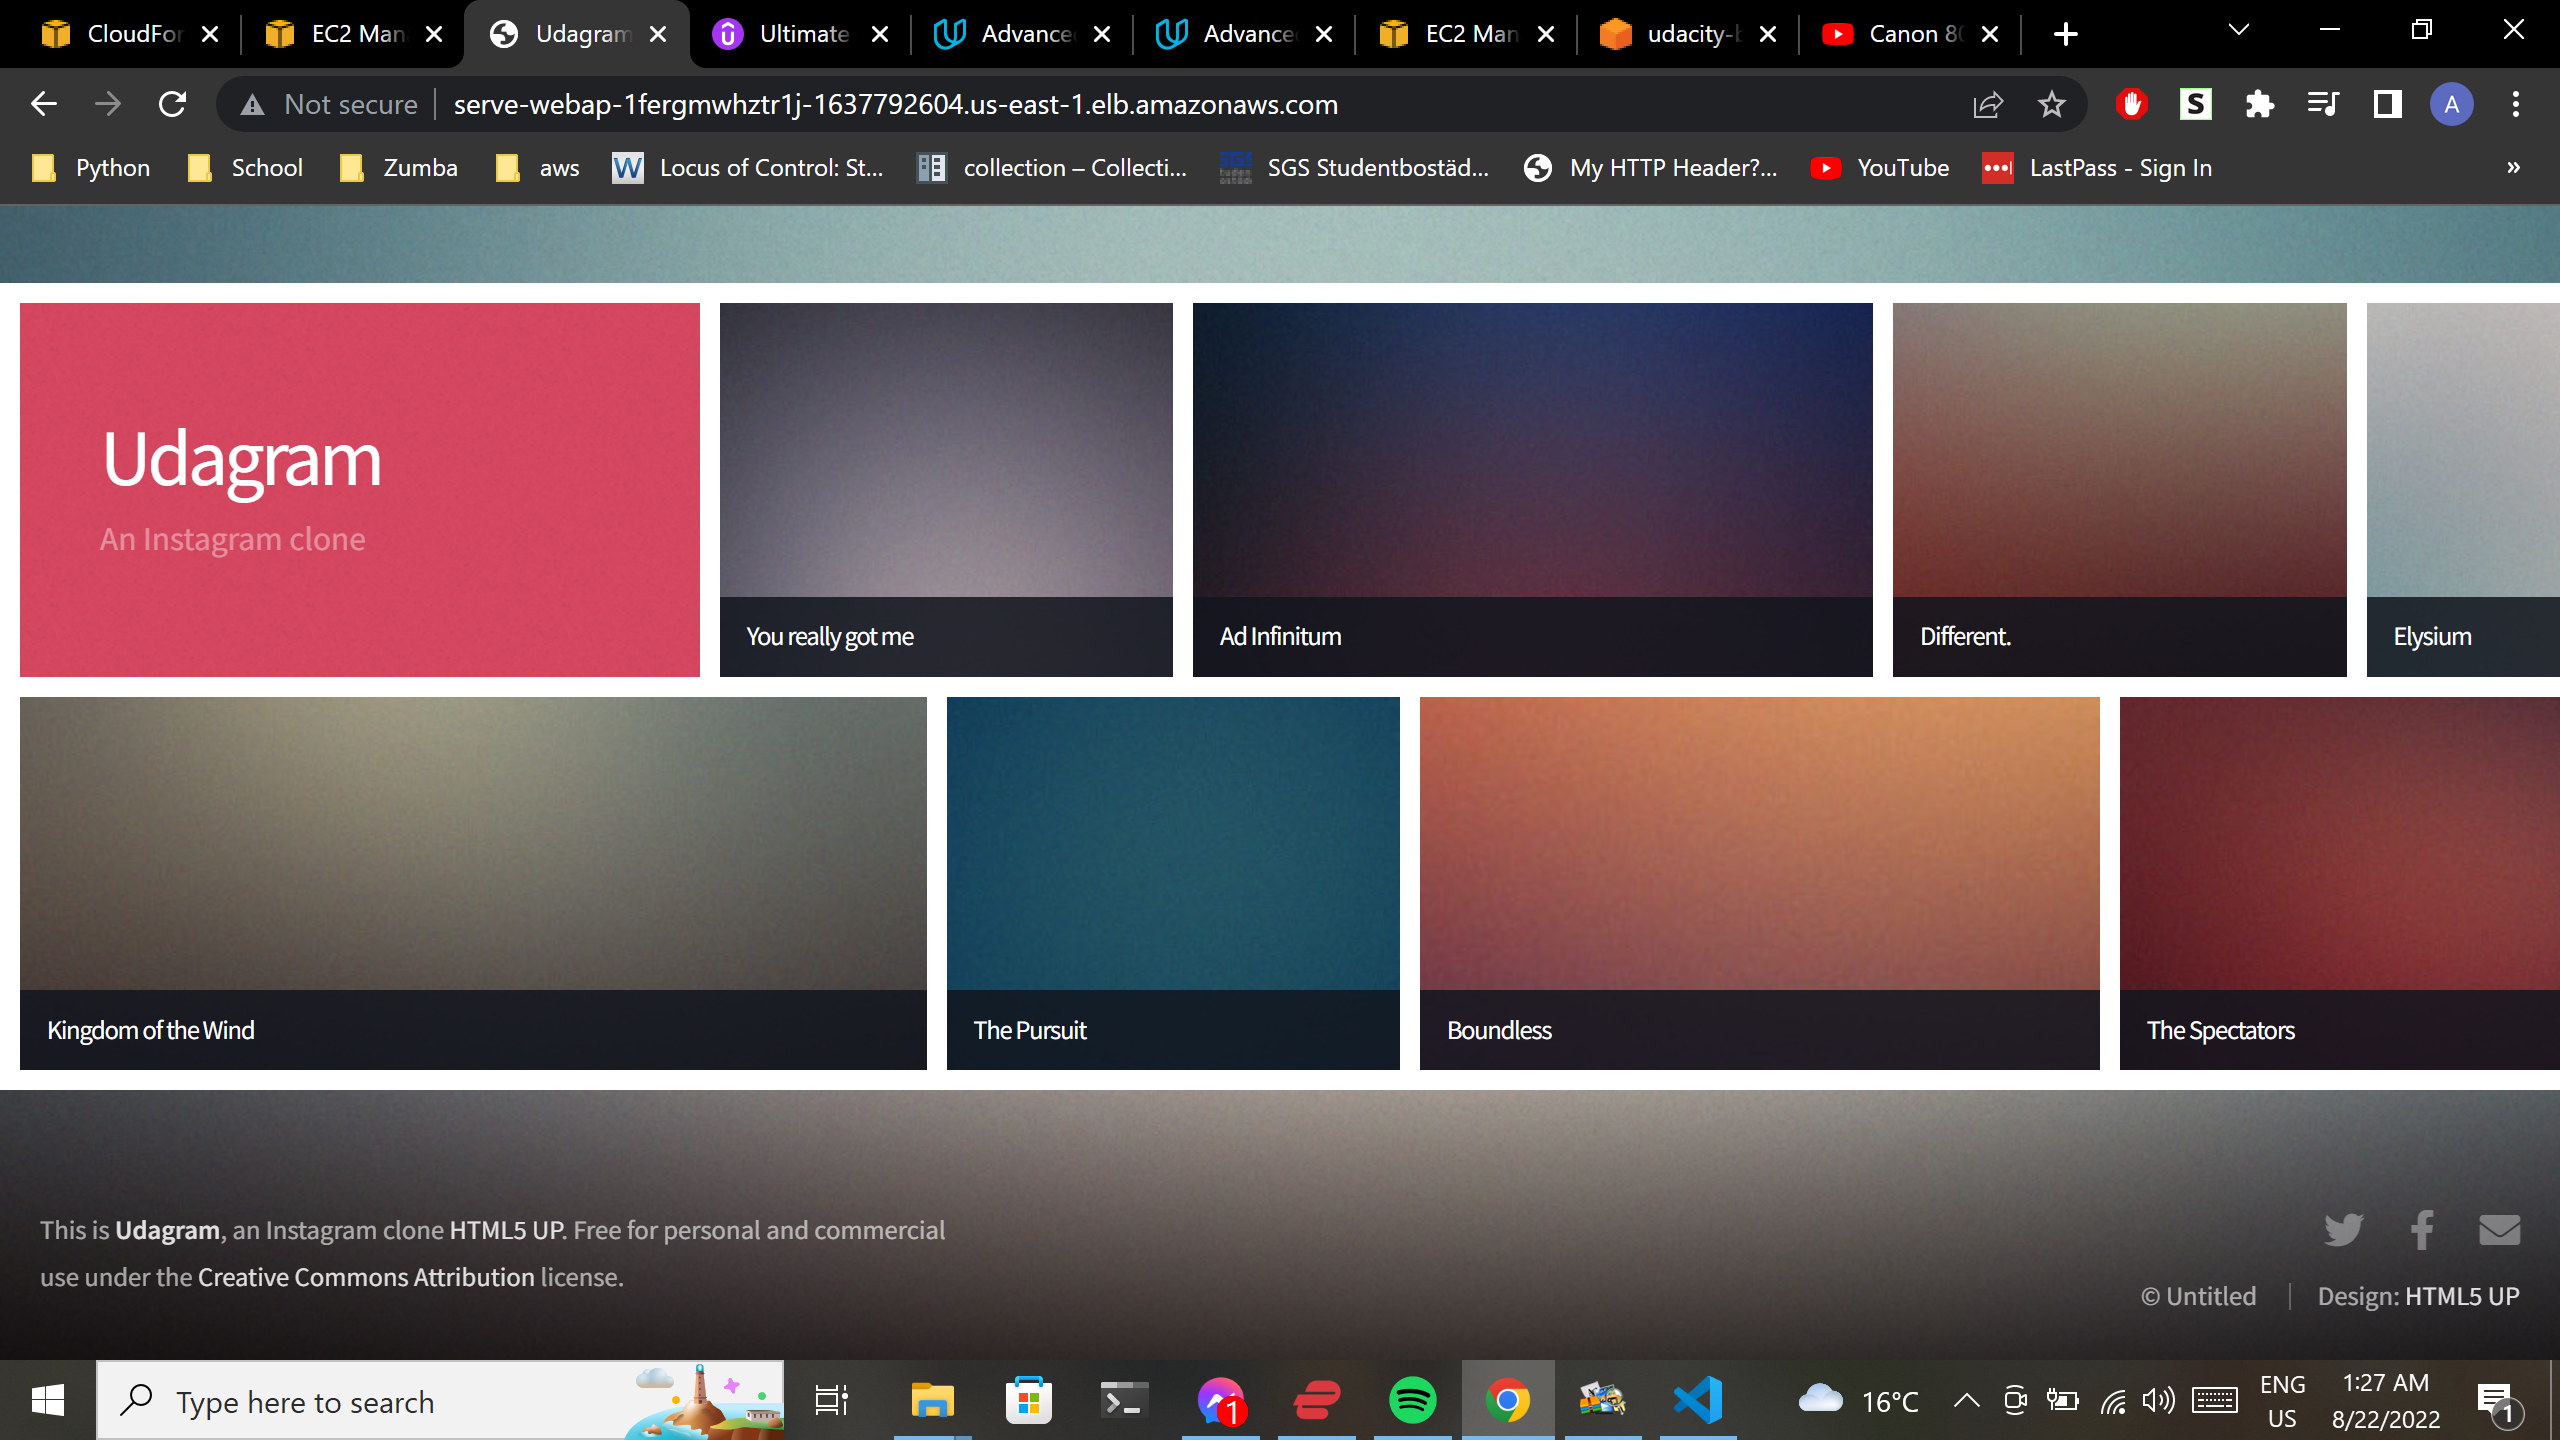 CloudFor
EC2 Man
Udagram
Ultimate
Advance
Advance
EC2 Man
udacity-b
Canon 80
Not secure
serve-webap-1fergmwhztr1j-1637792604.us-east-1.elb.amazonaws.com
S
A
Python
School
Zumba
aws
W
Locus of Control: St...
collection – Collecti...
SGS Studentbostäd...
My HTTP Header?...
YouTube
LastPass - Sign In
»
Udagram
An Instagram clone
You really got me
Ad Infinitum
Different.
Elysium
Kingdom of the Wind
The Pursuit
Boundless
The Spectators
This is Udagram, an Instagram clone HTML5 UP. Free for personal and commercial
use under the Creative Commons Attribution license.
© Untitled
Design: HTML5 UP
Type here to search
1
16°C
ENG
US
1:27 AM
8/22/2022
1